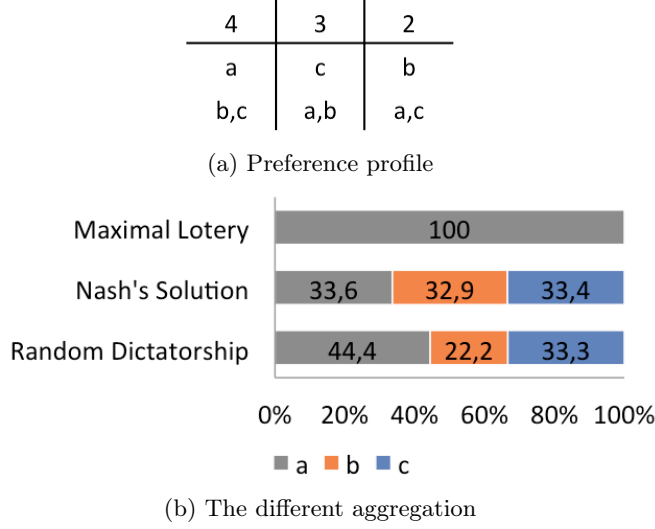 4 3 2
a c b
b,c a,b a,c
(a) Preference profile
Maximal Lotery 100
Nash's Solution 33,6 32,9 33,4
Random Dictatorship 44,4 22,2 33,3
0% 20% 40% 60% 80% 100%
a b c
(b) The different aggregation